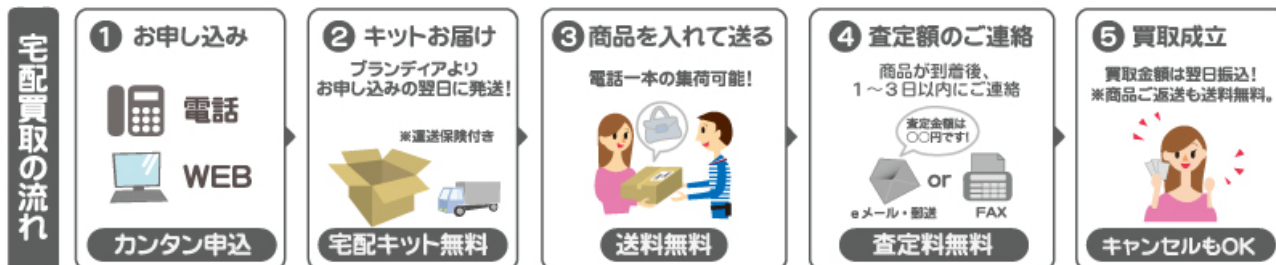 宅配買取の流れ
1 お申し込み
電話
WEB
カンタン申込
2 キットお届け
ブランディアより
お申し込みの翌日に発送!
※運送保険付き
宅配キット無料
3 商品を入れて送る
電話一本の集荷可能!
送料無料
4 査定額のご連絡
商品が到着後、
1~3日以内にご連絡
査定金額は
○○円です!
or
eメール・郵送
FAX
査定料無料
5 買取成立
買取金額は翌日振込!
※商品ご返送も送料無料。
キャンセルもOK